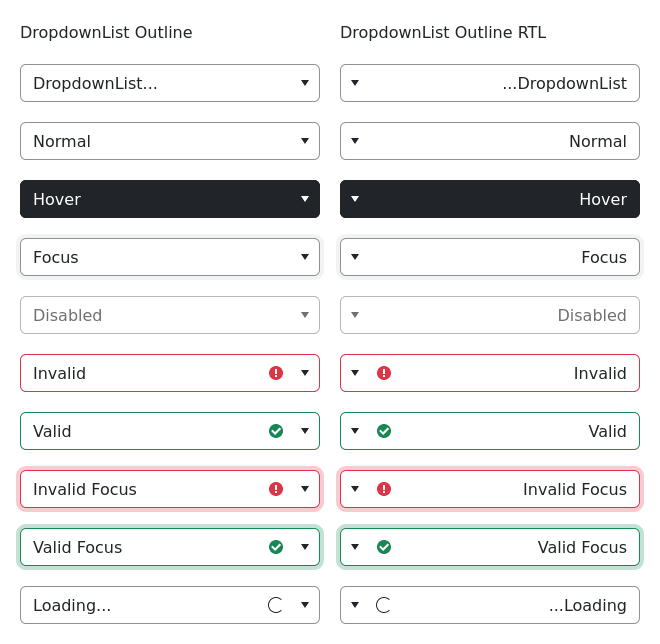 DropdownList Outline
DropdownList...
Normal
Hover
Focus
Disabled
Invalid
Valid
Invalid Focus
Valid Focus
Loading...
DropdownList Outline RTL
...DropdownList
Normal
Hover
Focus
Disabled
Invalid
Valid
Invalid Focus
Valid Focus
...Loading